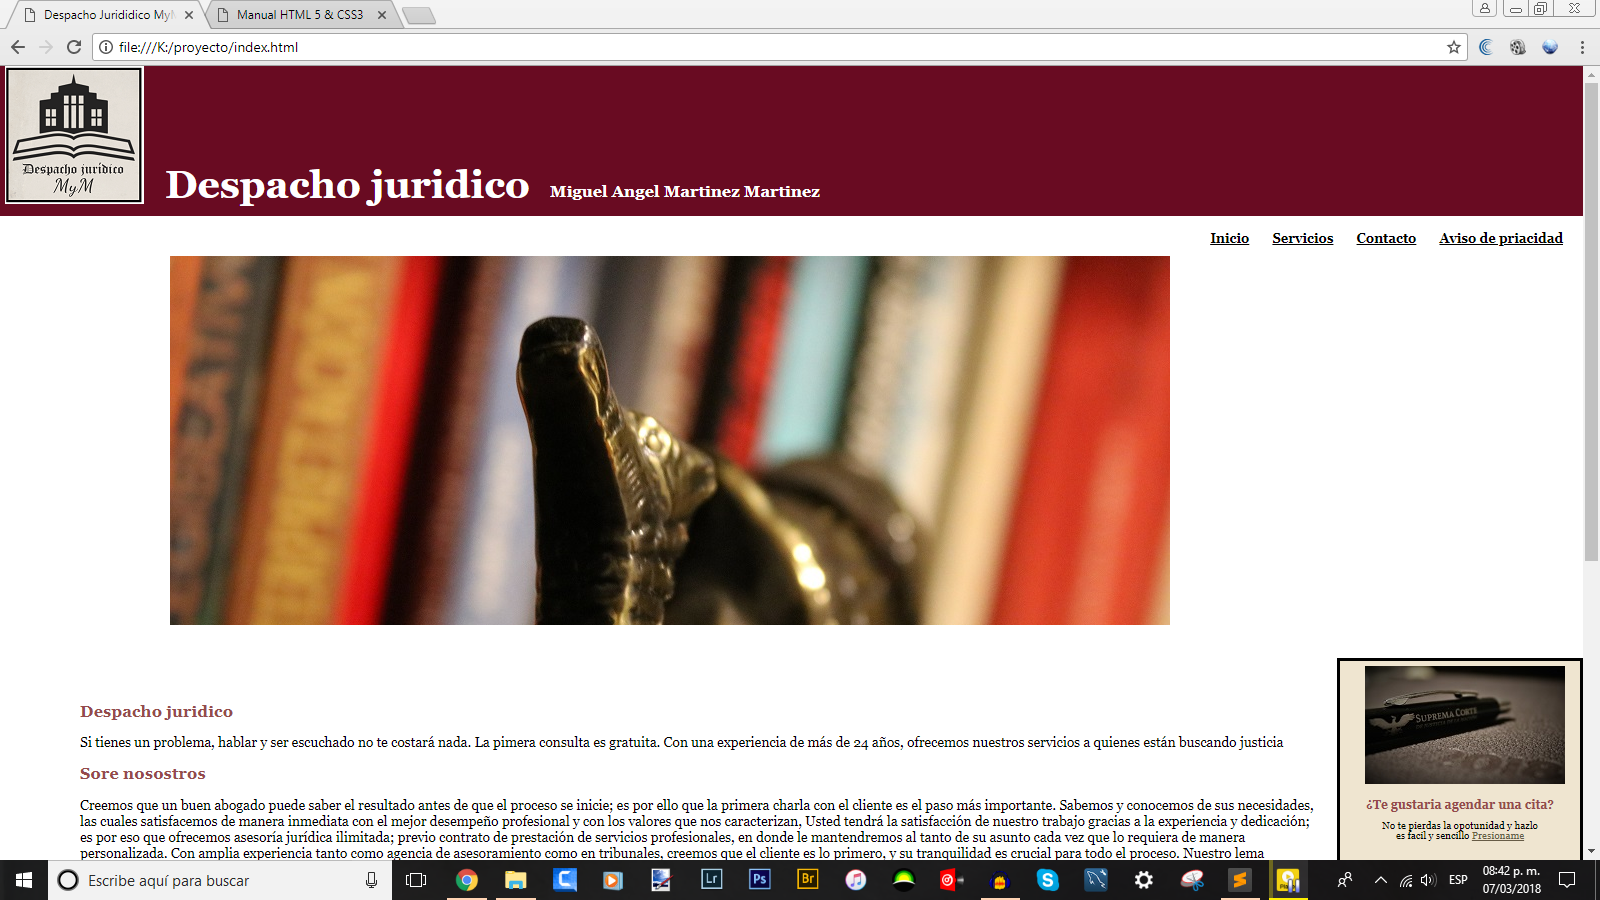 Despacho Jurididico MyM
Manual HTML 5 & CSS3
file:///K:/proyecto/index.html
Despacho jurídico
MyM
Despacho juridico
Miguel Angel Martinez Martinez
Inicio
Servicios
Contacto
Aviso de priacidad
SUPREMA CORTE
¿Te gustaria agendar una cita?
No te pierdas la opotunidad y hazlo
es facil y sencillo Presioname
Despacho juridico
Si tienes un problema, hablar y ser escuchado no te costará nada. La pimera consulta es gratuita. Con una experiencia de más de 24 años, ofrecemos nuestros servicios a quienes están buscando justicia
Sore nosostros
Creemos que un buen abogado puede saber el resultado antes de que el proceso se inicie; es por ello que la primera charla con el cliente es el paso más importante. Sabemos y conocemos de sus necesidades,
las cuales satisfacemos de manera inmediata con el mejor desempeño profesional y con los valores que nos caracterizan, Usted tendrá la satisfacción de nuestro trabajo gracias a la experiencia y dedicación;
es por eso que ofrecemos asesoría jurídica ilimitada; previo contrato de prestación de servicios profesionales, en donde le mantendremos al tanto de su asunto cada vez que lo requiera de manera
personalizada. Con amplia experiencia tanto como agencia de asesoramiento como en tribunales, creemos que el cliente es lo primero, y su tranquilidad es crucial para todo el proceso. Nuestro lema
Escribe aquí para buscar
Lr
Ps
Br
ESP
08:42 p. m.
07/03/2018